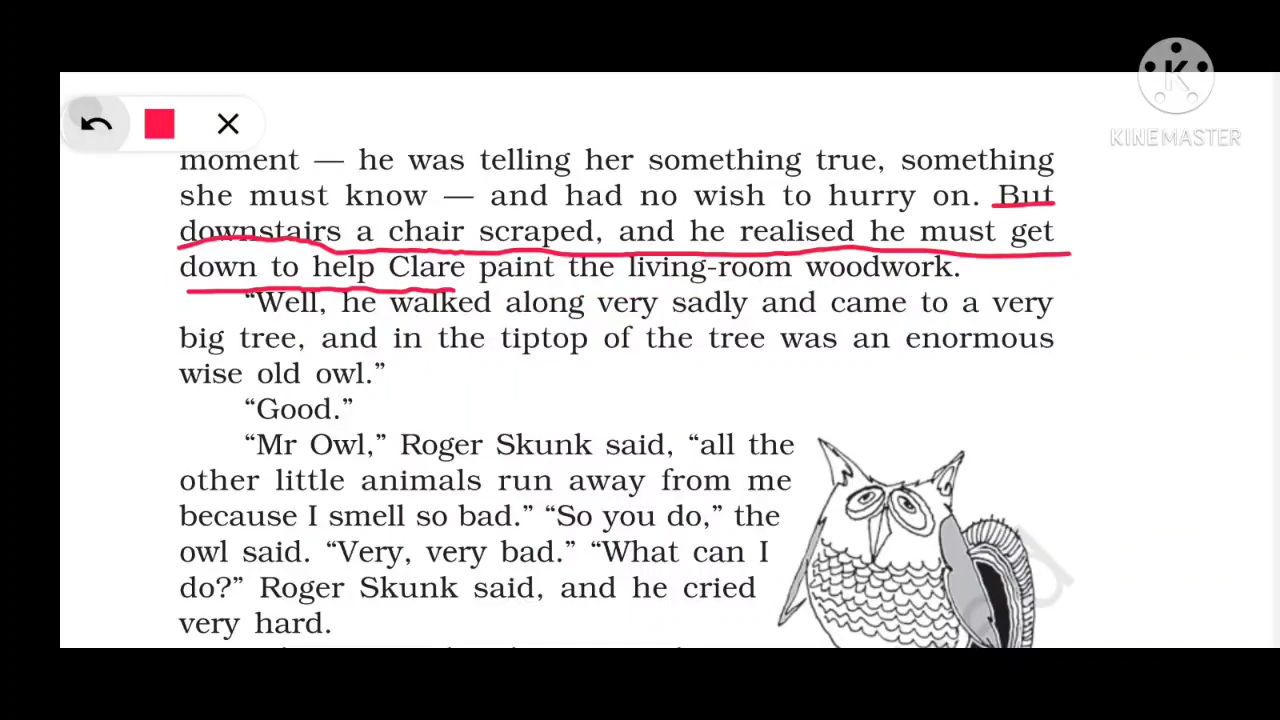 KINEMASTER
moment — he was telling her something true, something
she must know — and had no wish to hurry on. But
downstairs a chair scraped, and he realised he must get
down to help Clare paint the living-room woodwork.
“Well, he walked along very sadly and came to a very
big tree, and in the tiptop of the tree was an enormous
wise old owl.”
“Good.”
“Mr Owl,” Roger Skunk said, “all the
other little animals run away from me
because I smell so bad.” “So you do,” the
owl said. “Very, very bad.” “What can I
do?” Roger Skunk said, and he cried
very hard.